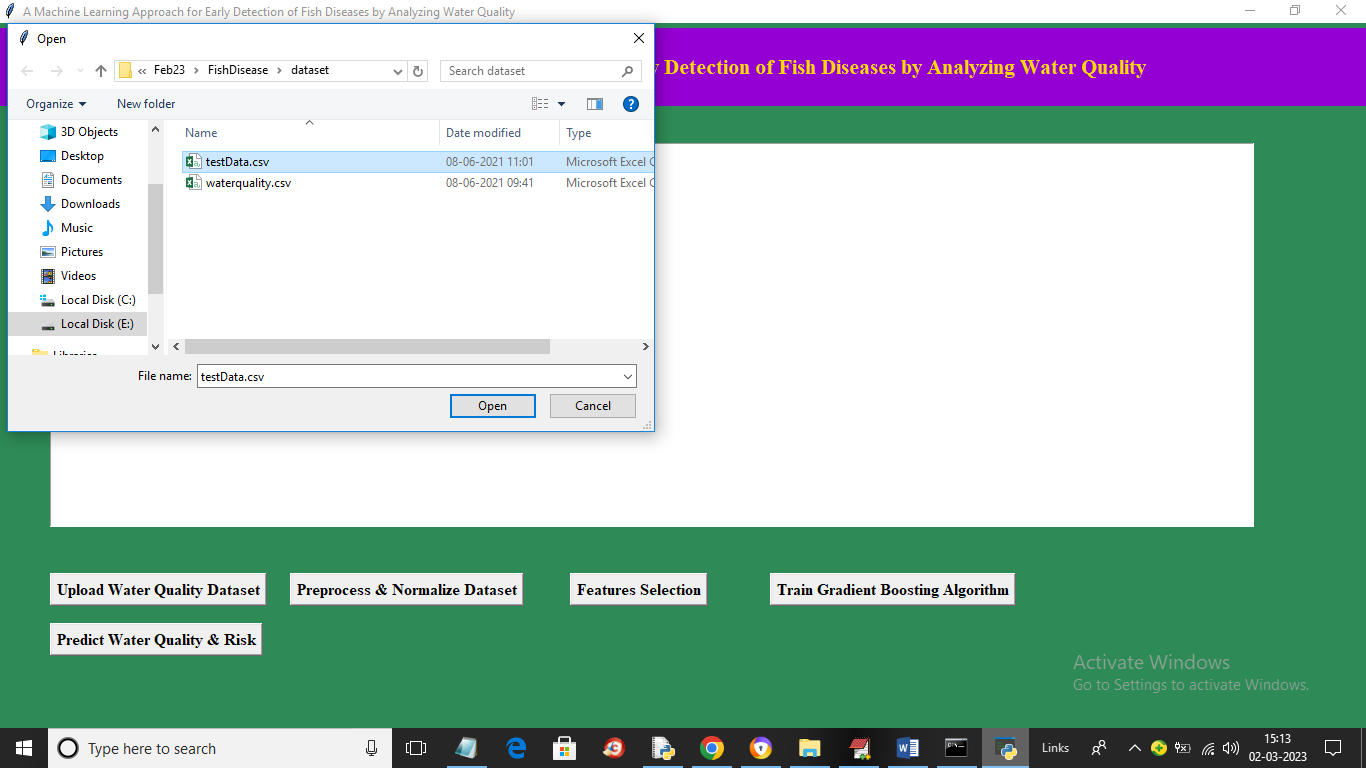 A Machine Learning Approach for Early Detection of Fish Diseases by Analyzing Water Quality
Open
« Feb23 › FishDisease › dataset
Search dataset
y Detection of Fish Diseases by Analyzing Water Quality
Organize
New folder
Name
Date modified
Type
3D Objects
Desktop
Documents
Downloads
Music
Pictures
Videos
Local Disk (C:)
Local Disk (E:)
Libraries
testData.csv 08-06-2021 11:01 Microsoft Excel C
waterquality.csv 08-06-2021 09:41 Microsoft Excel C
File name: testData.csv
Open Cancel
Upload Water Quality Dataset
Preprocess & Normalize Dataset
Features Selection
Train Gradient Boosting Algorithm
Predict Water Quality & Risk
Activate Windows
Go to Settings to activate Windows.
Type here to search
Links
15:13
02-03-2023